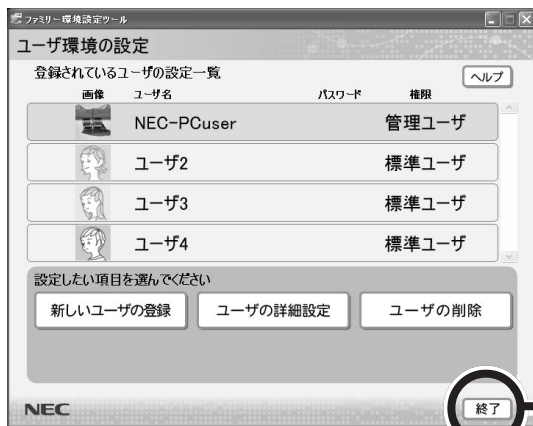 ファミリー環境設定ツール
ユーザ環境の設定
登録されているユーザの設定一覧
ヘルプ
画像 ユーザ名 パスワード 権限
NEC-PCuser 管理ユーザ
ユーザ2 標準ユーザ
ユーザ3 標準ユーザ
ユーザ4 標準ユーザ
設定したい項目を選んでください
新しいユーザの登録 ユーザの詳細設定 ユーザの削除
NEC 終了